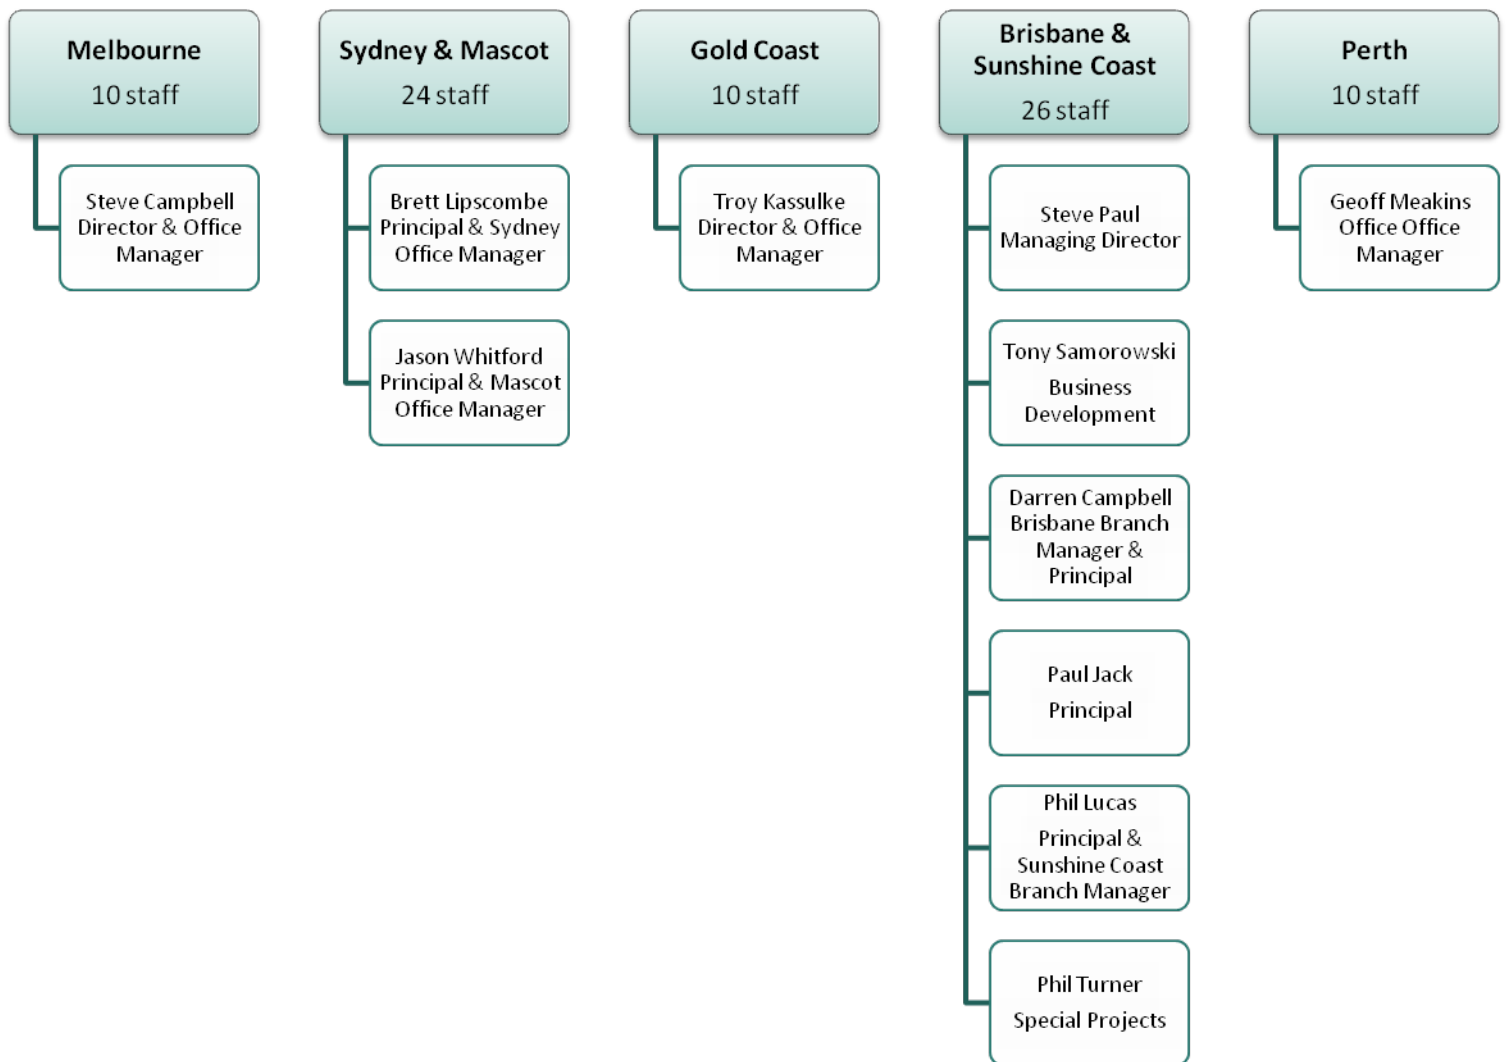 Melbourne
10 staff
Steve Campbell
Director & Office
Manager
Sydney & Mascot
24 staff
Brett Lipscombe
Principal & Sydney
Office Manager
Jason Whitford
Principal & Mascot
Office Manager
Gold Coast
10 staff
Troy Kassulke
Director & Office
Manager
Brisbane &
Sunshine Coast
26 staff
Steve Paul
Managing Director
Tony Samorowski
Business
Development
Darren Campbell
Brisbane Branch
Manager &
Principal
Paul Jack
Principal
Phil Lucas
Principal &
Sunshine Coast
Branch Manager
Phil Turner
Special Projects
Perth
10 staff
Geoff Meakins
Office Office
Manager